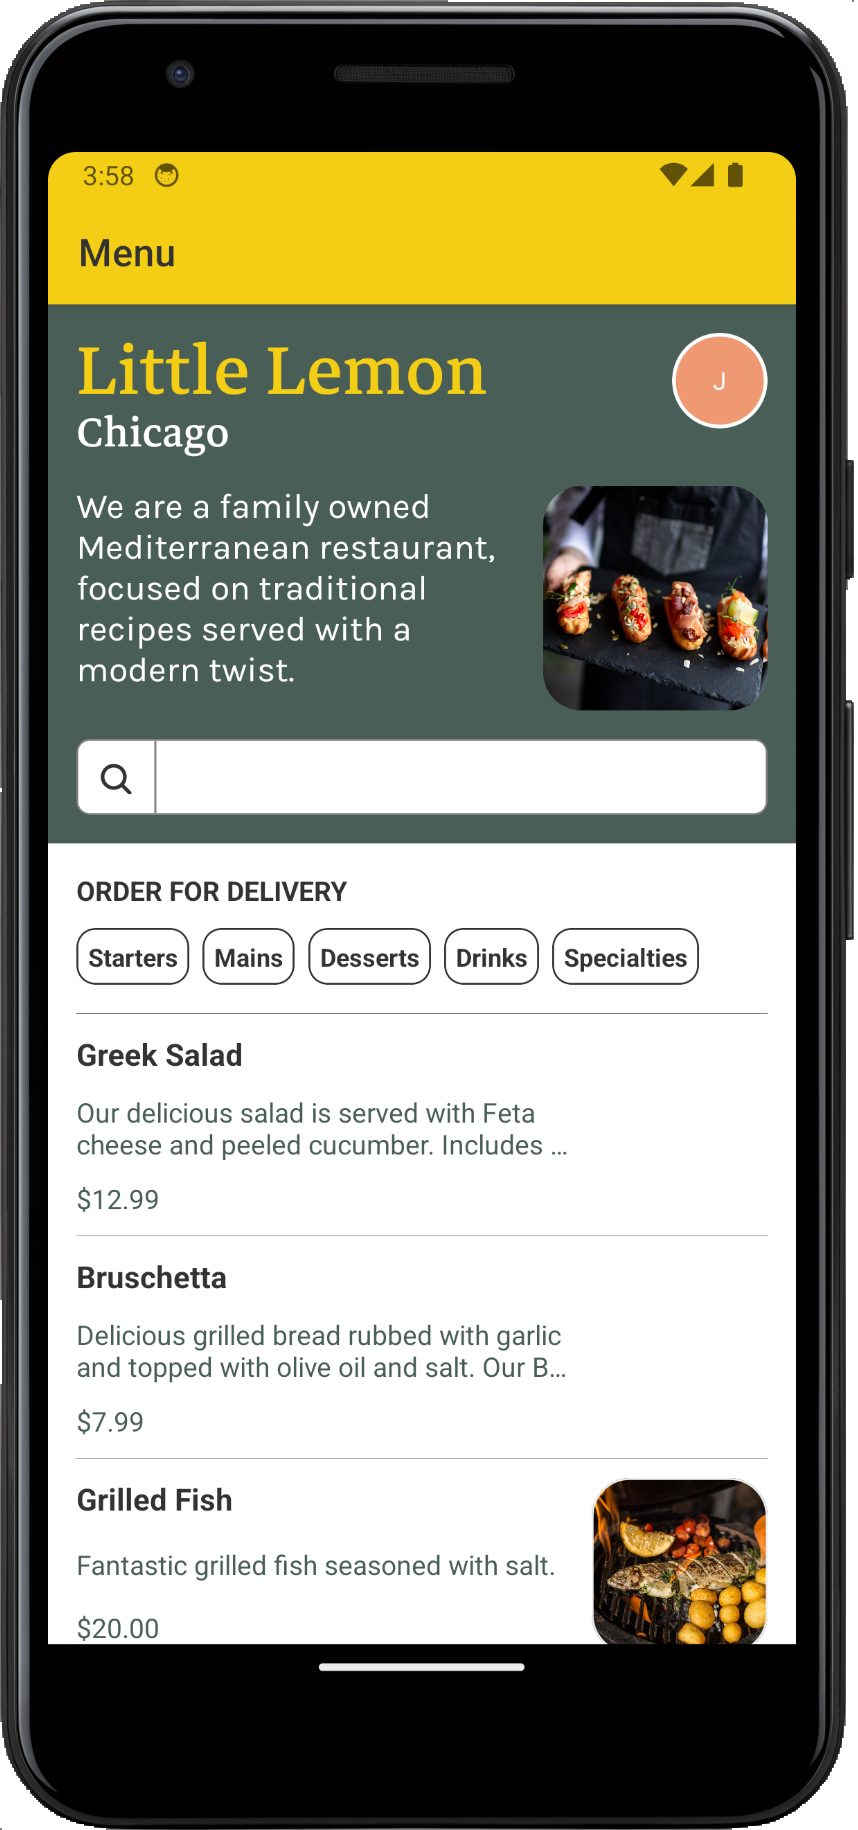 3:58
Menu
Little Lemon
J
Chicago
We are a family owned
Mediterranean restaurant,
focused on traditional
recipes served with a
modern twist.
ORDER FOR DELIVERY
Starters Mains Desserts Drinks Specialties
Greek Salad
Our delicious salad is served with Feta
cheese and peeled cucumber. Includes ...
$12.99
Bruschetta
Delicious grilled bread rubbed with garlic
and topped with olive oil and salt. Our B...
$7.99
Grilled Fish
Fantastic grilled fish seasoned with salt.
$20.00